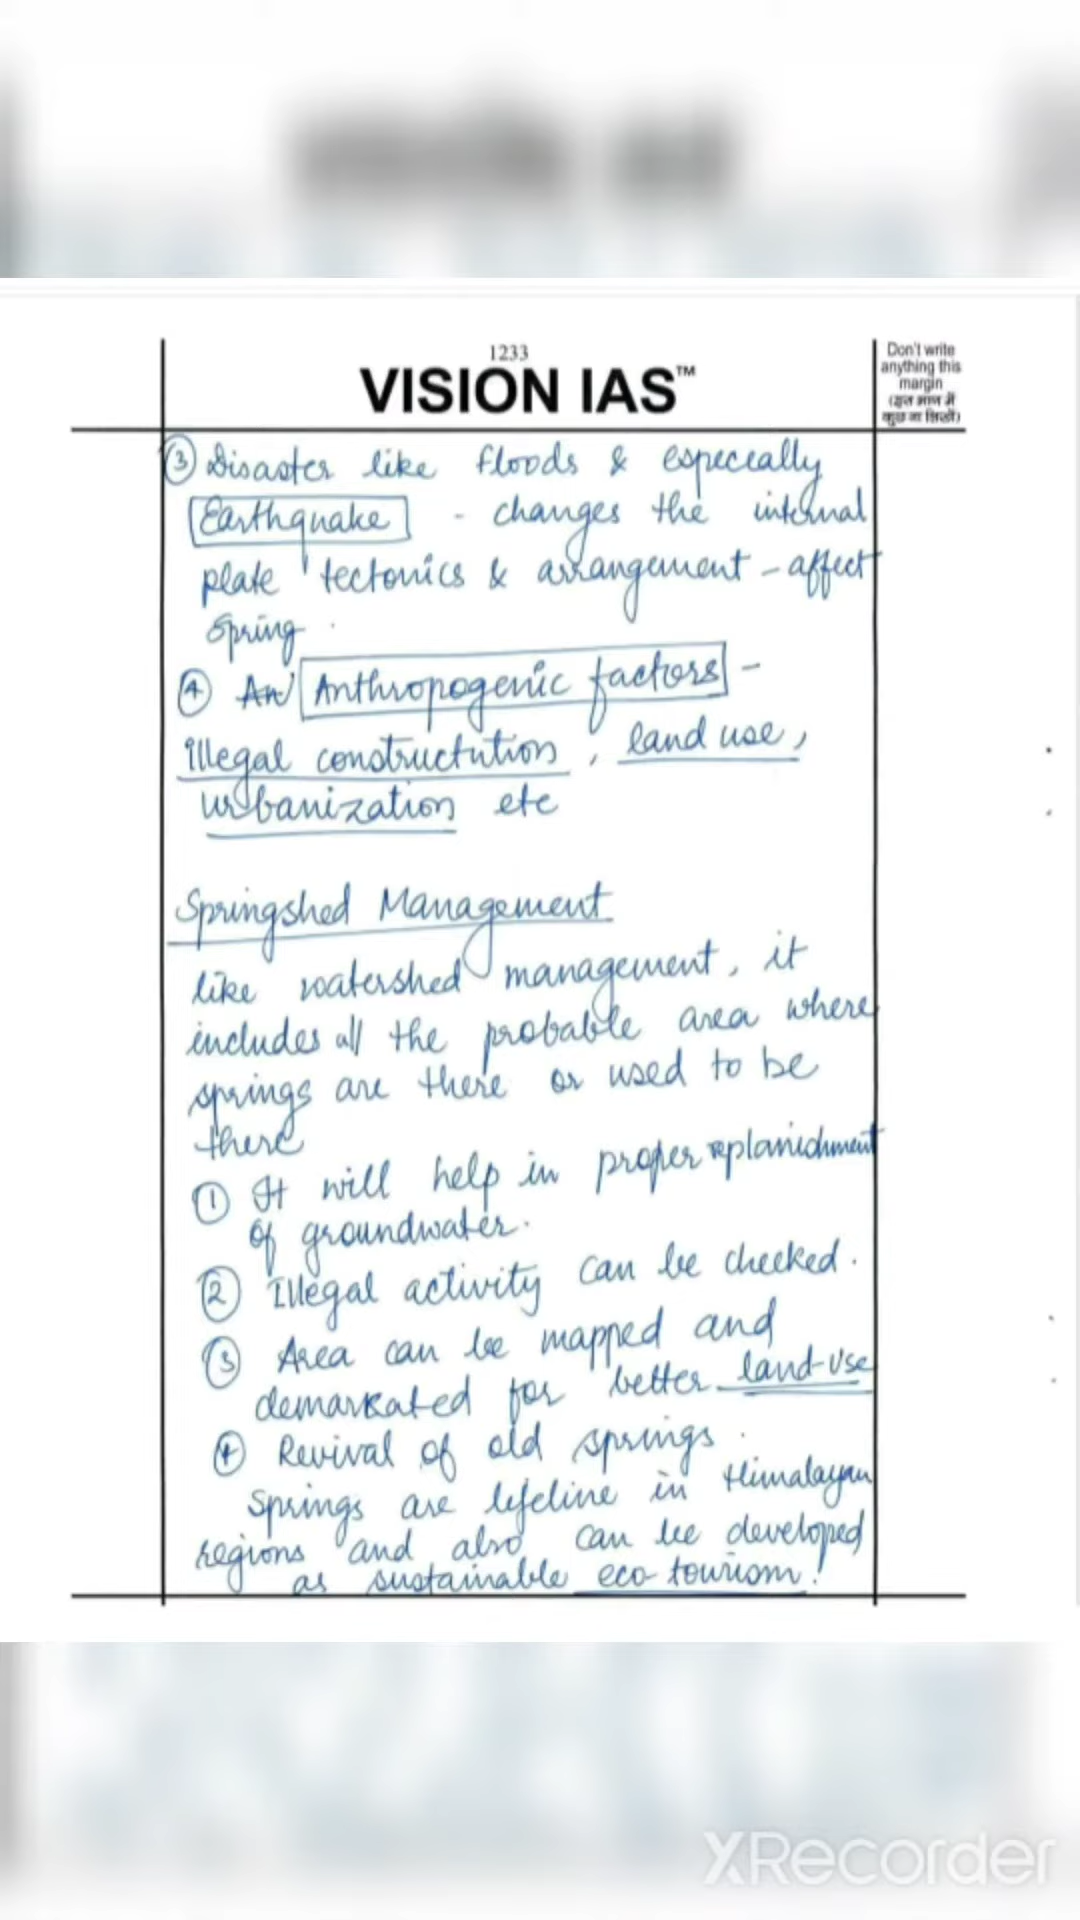 1233
VISION IAS™
Don't write
anything this
margin
(इस भाग में
कुछ ना लिखें)
③ Disaster like floods & especeally
Earthquake - changes the internal
plate tectonics & arrangement - affect
spring.
④ An Anthropogenic factors -
illegal constructution, land use,
urbanization etc
Springshed Management
like watershed management, it
includes all the probable area where
springs are there or used to be
there
① It will help in proper replanichment
of groundwater.
② Illegal activity can be checked.
③ Area can be mapped and
demarkated for better land-use
④ Revival of old springs.
Springs are lifeline in Himalayan
regions and also can be developed
as sustainable eco-tourism!
XRecorder